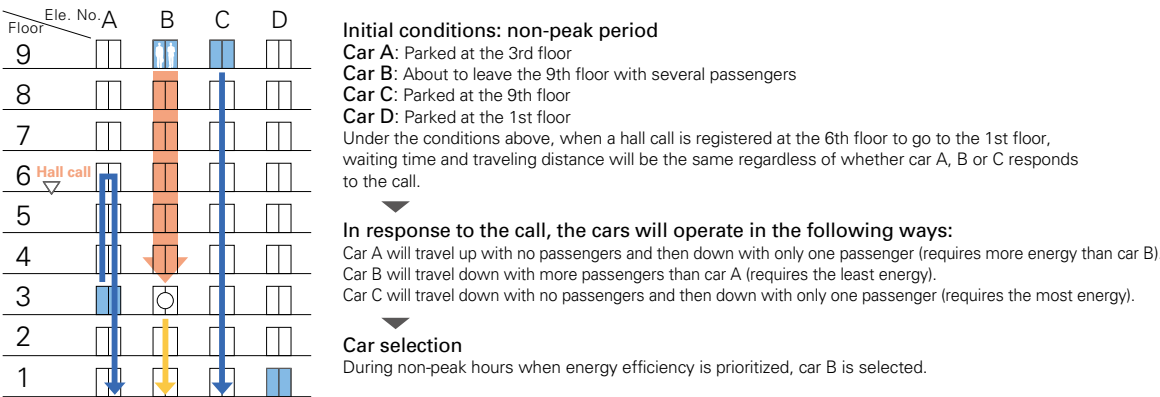 Ele. No.
Floor
A B C D
9
8
7
6 Hall call
5
4
3
2
1
Initial conditions: non-peak period
Car A: Parked at the 3rd floor
Car B: About to leave the 9th floor with several passengers
Car C: Parked at the 9th floor
Car D: Parked at the 1st floor
Under the conditions above, when a hall call is registered at the 6th floor to go to the 1st floor,
waiting time and traveling distance will be the same regardless of whether car A, B or C responds
to the call.
In response to the call, the cars will operate in the following ways:
Car A will travel up with no passengers and then down with only one passenger (requires more energy than car B)
Car B will travel down with more passengers than car A (requires the least energy).
Car C will travel down with no passengers and then down with only one passenger (requires the most energy).
Car selection
During non-peak hours when energy efficiency is prioritized, car B is selected.